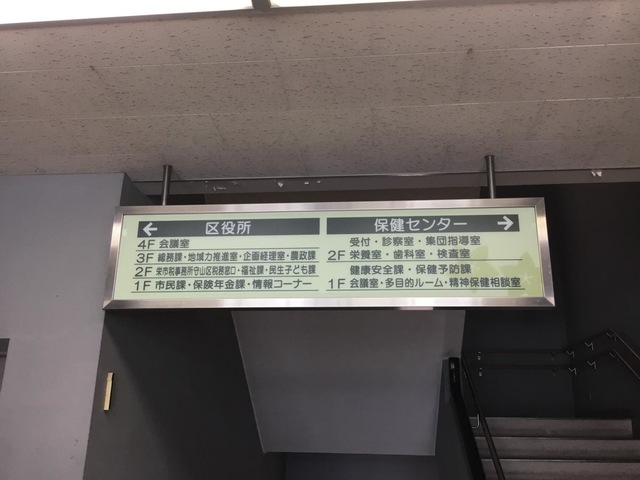 ← 区役所
4F 会議室
3F 総務課・地域力推進室・企画経理室・農政課
2F 栄市税事務所守山区税務窓口・福祉課・民生子ども課
1F 市民課・保険年金課・情報コーナー
保健センター →
受付・診察室・集団指導室
2F 栄養室・歯科室・検査室
健康安全課・保健予防課
1F 会議室・多目的ルーム・精神保健相談室